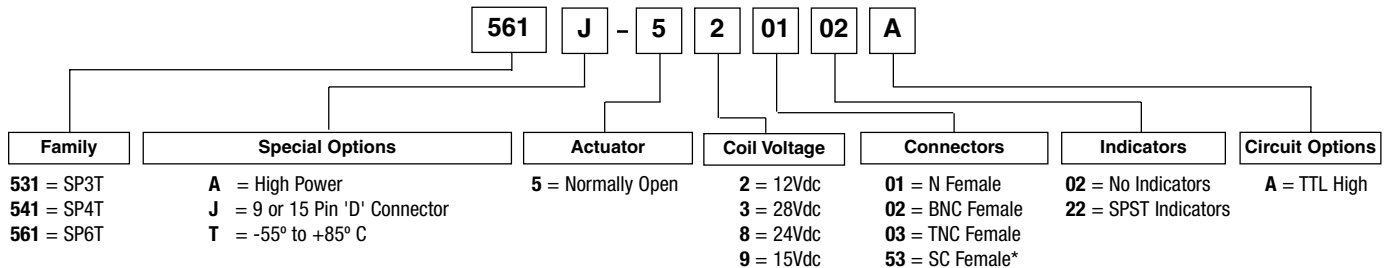 561 J - 5 2 01 02 A
Family Special Options Actuator Coil Voltage Connectors Indicators Circuit Options
531 = SP3T A = High Power 5 = Normally Open 2 = 12Vdc 01 = N Female 02 = No Indicators A = TTL High
541 = SP4T J = 9 or 15 Pin 'D' Connector 3 = 28Vdc 02 = BNC Female 22 = SPST Indicators
561 = SP6T T = -55º to +85º C 8 = 24Vdc 03 = TNC Female
9 = 15Vdc 53 = SC Female*